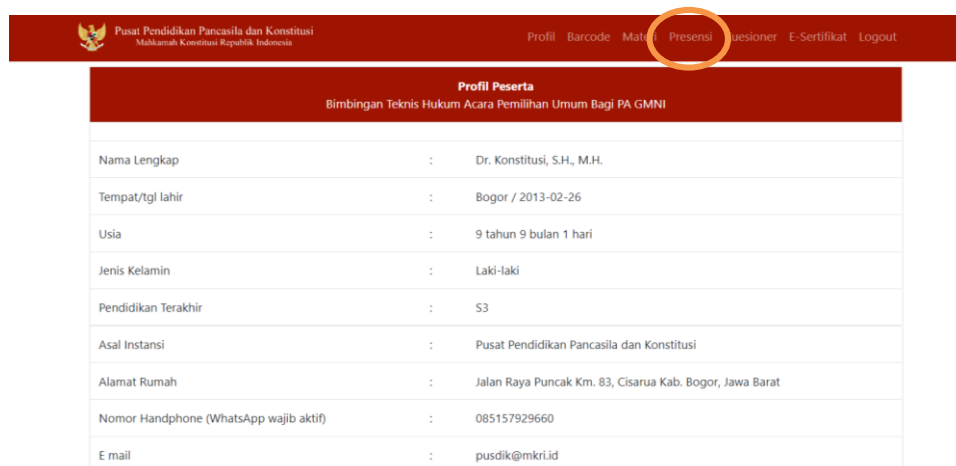 Pusat Pendidikan Pancasila dan Konstitusi
Mahkamah Konstitusi Republik Indonesia
Profil Barcode Materi Presensi Kuesioner E-Sertifikat Logout
Profil Peserta
Bimbingan Teknis Hukum Acara Pemilihan Umum Bagi PA GMNI
Nama Lengkap : Dr. Konstitusi, S.H., M.H.
Tempat/tgl lahir : Bogor / 2013-02-26
Usia : 9 tahun 9 bulan 1 hari
Jenis Kelamin : Laki-laki
Pendidikan Terakhir : S3
Asal Instansi : Pusat Pendidikan Pancasila dan Konstitusi
Alamat Rumah : Jalan Raya Puncak Km. 83, Cisarua Kab. Bogor, Jawa Barat
Nomor Handphone (WhatsApp wajib aktif) : 085157929660
E mail : pusdik@mkri.id